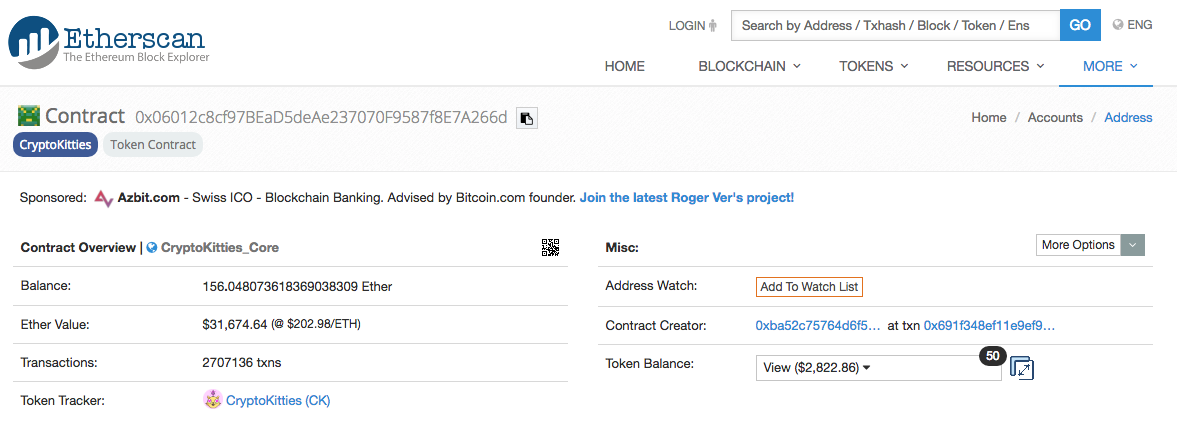 LOGIN
Search by Address / Txhash / Block / Token / Ens
GO
ENG
Etherscan
The Ethereum Block Explorer
HOME BLOCKCHAIN TOKENS RESOURCES MORE
Contract 0x06012c8cf97BEaD5deAe237070F9587f8E7A266d
Home / Accounts / Address
CryptoKitties Token Contract
Sponsored: Azbit.com - Swiss ICO - Blockchain Banking. Advised by Bitcoin.com founder. Join the latest Roger Ver's project!
Contract Overview | CryptoKitties_Core
Balance: 156.048073618369038309 Ether
Ether Value: $31,674.64 (@ $202.98/ETH)
Transactions: 2707136 txns
Token Tracker: CryptoKitties (CK)
Misc:
More Options
Address Watch: Add To Watch List
Contract Creator: 0xba52c75764d6f5... at txn 0x691f348ef11e9ef9...
Token Balance: View ($2,822.86) 50